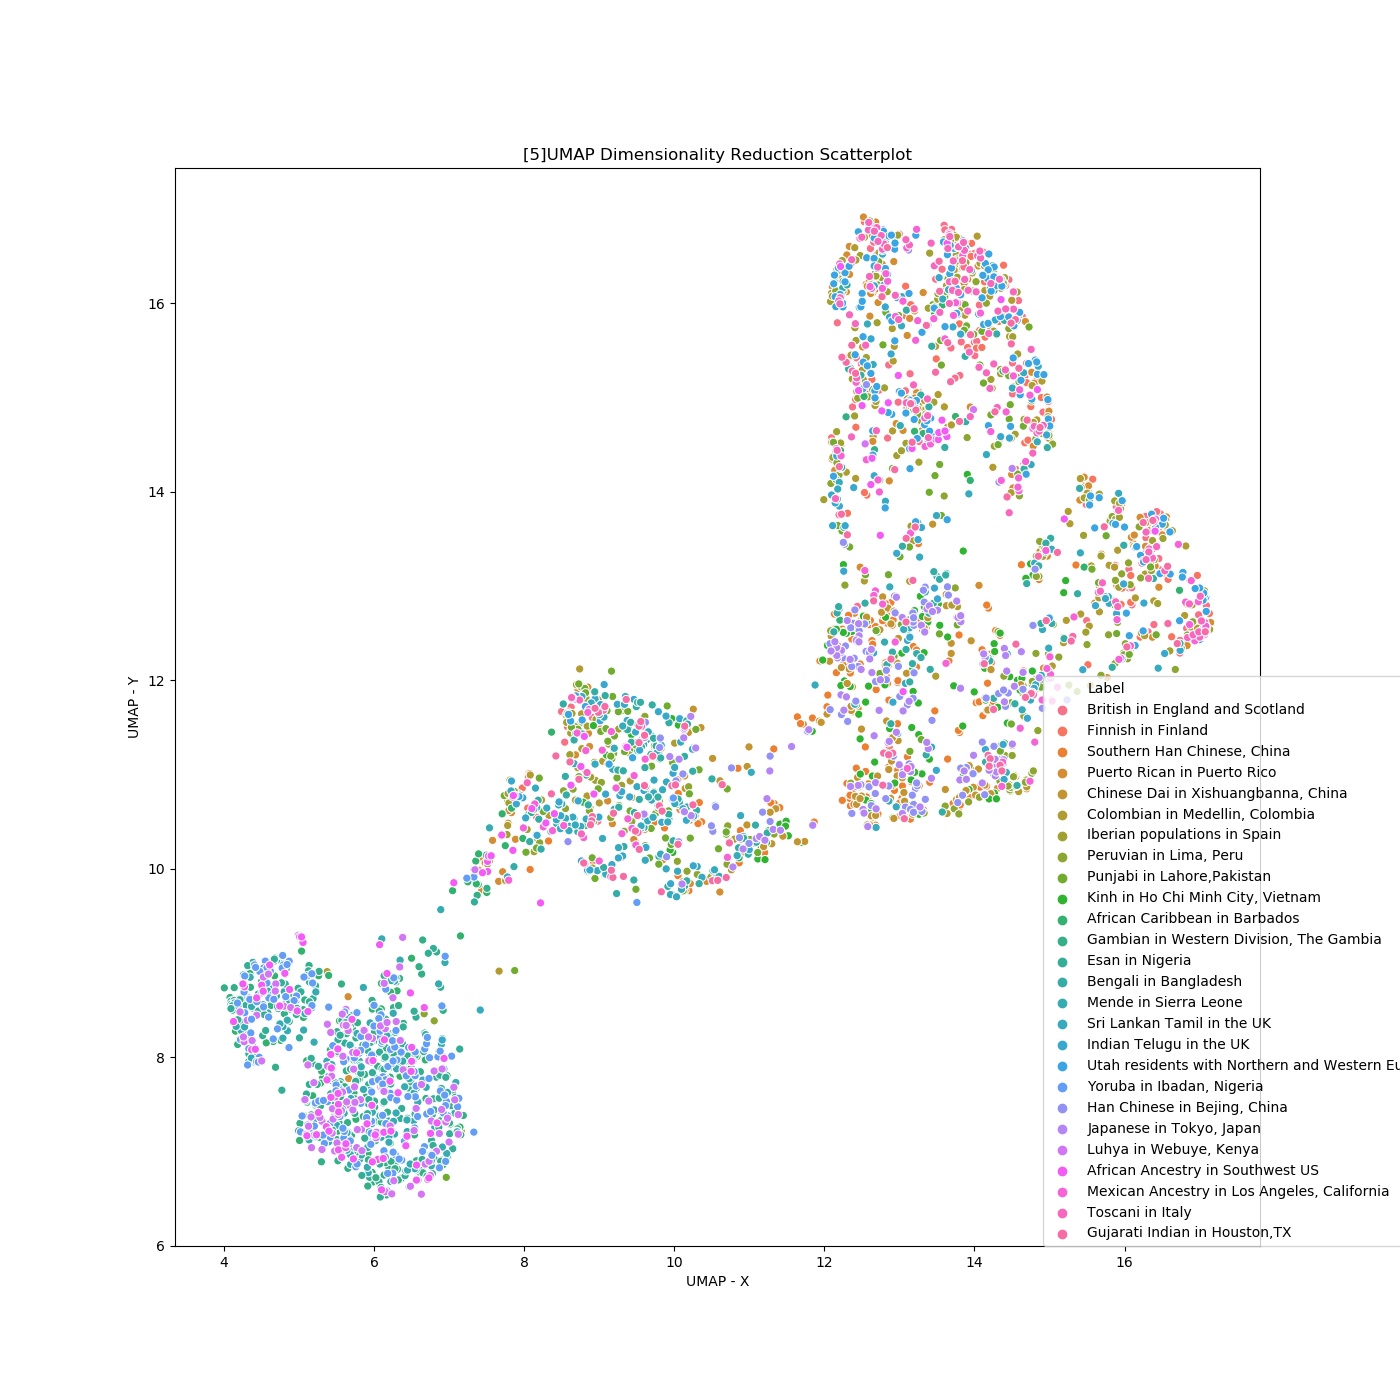 [5]UMAP Dimensionality Reduction Scatterplot
UMAP - Y
16
14
12
10
8
6
4
6
8
10
12
14
16
UMAP - X
Label
British in England and Scotland
Finnish in Finland
Southern Han Chinese, China
Puerto Rican in Puerto Rico
Chinese Dai in Xishuangbanna, China
Colombian in Medellin, Colombia
Iberian populations in Spain
Peruvian in Lima, Peru
Punjabi in Lahore,Pakistan
Kinh in Ho Chi Minh City, Vietnam
African Caribbean in Barbados
Gambian in Western Division, The Gambia
Esan in Nigeria
Bengali in Bangladesh
Mende in Sierra Leone
Sri Lankan Tamil in the UK
Indian Telugu in the UK
Utah residents with Northern and Western Eu
Yoruba in Ibadan, Nigeria
Han Chinese in Bejing, China
Japanese in Tokyo, Japan
Luhya in Webuye, Kenya
African Ancestry in Southwest US
Mexican Ancestry in Los Angeles, California
Toscani in Italy
Gujarati Indian in Houston,TX